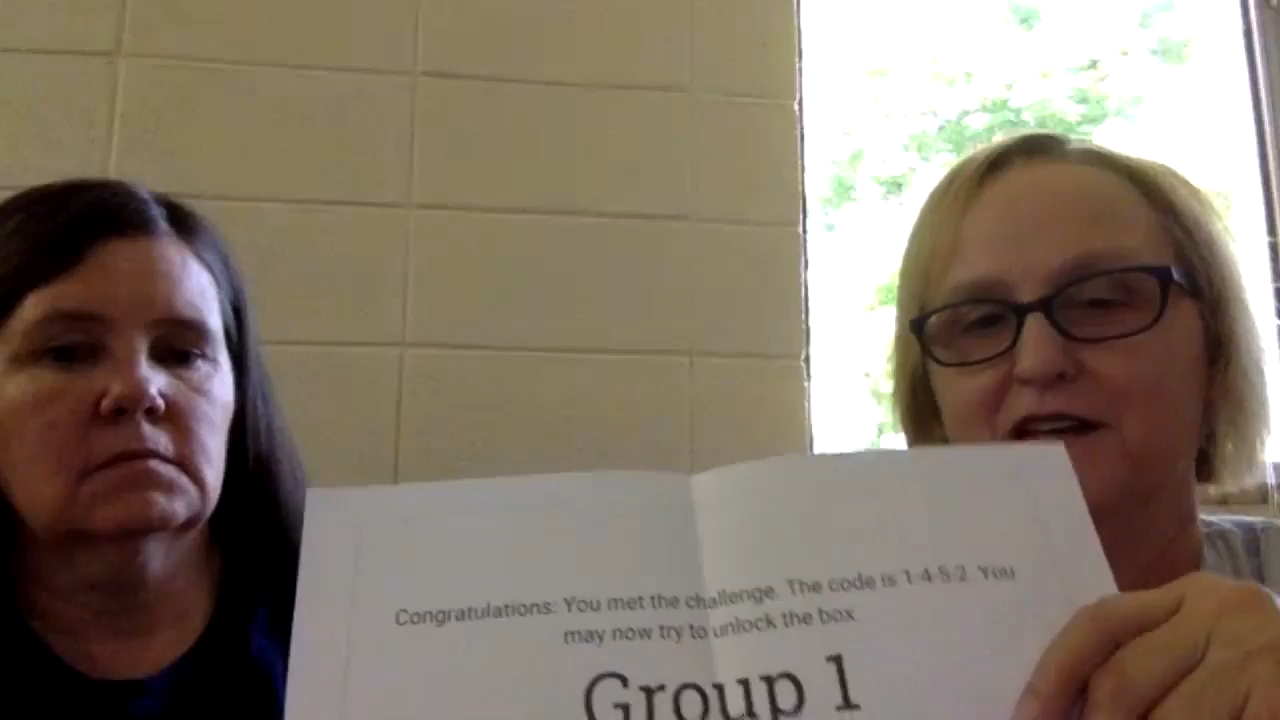 Congratulations: You met the challenge. The code is 1-4-5-2. You
may now try to unlock the box.
Group 1